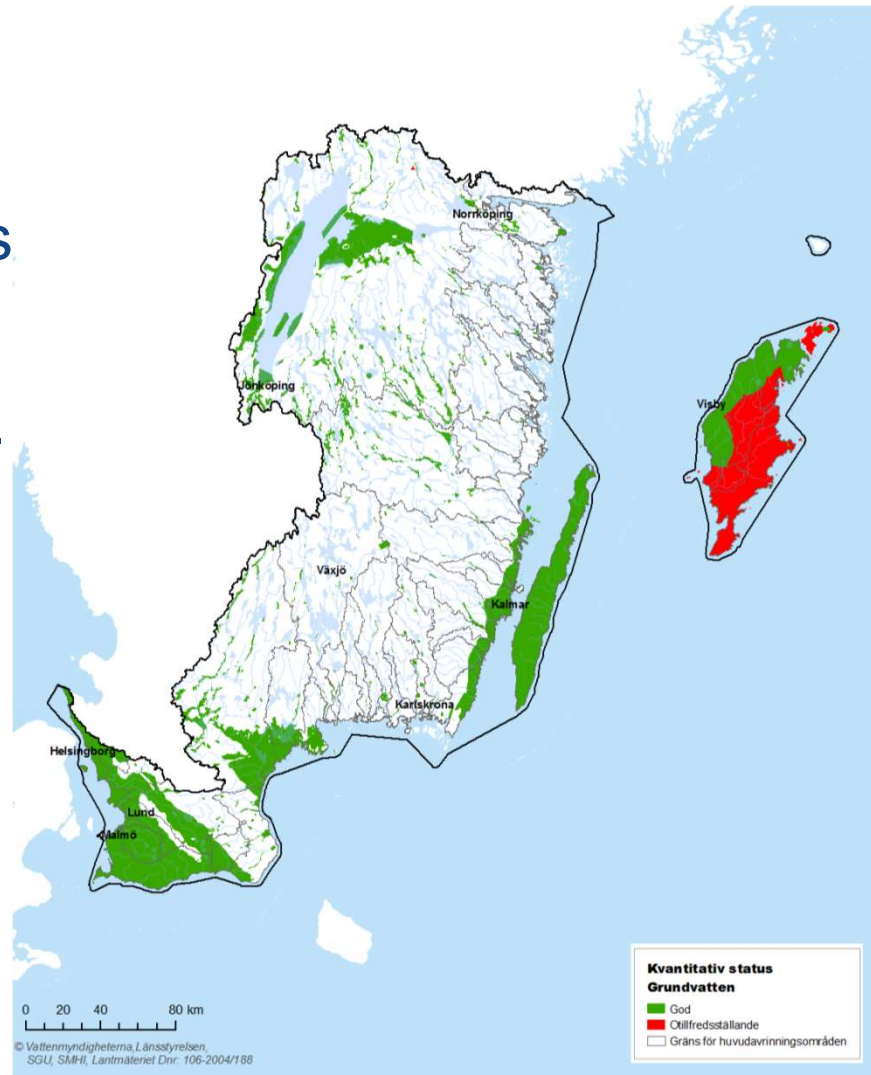 S
Norrköping
Jönköping
Visby
Växjö
Kalmar
Karlskrona
Helsingborg
Lund
Malmö
Kvantitativ status
Grundvatten
God
Otillfredsställande
Gräns för huvudavrinningsområden
0 20 40 80 km
© Vattenmyndigheterna,Länsstyrelsen,
SGU, SMHI, Lantmäteriet Dnr: 106-2004/188